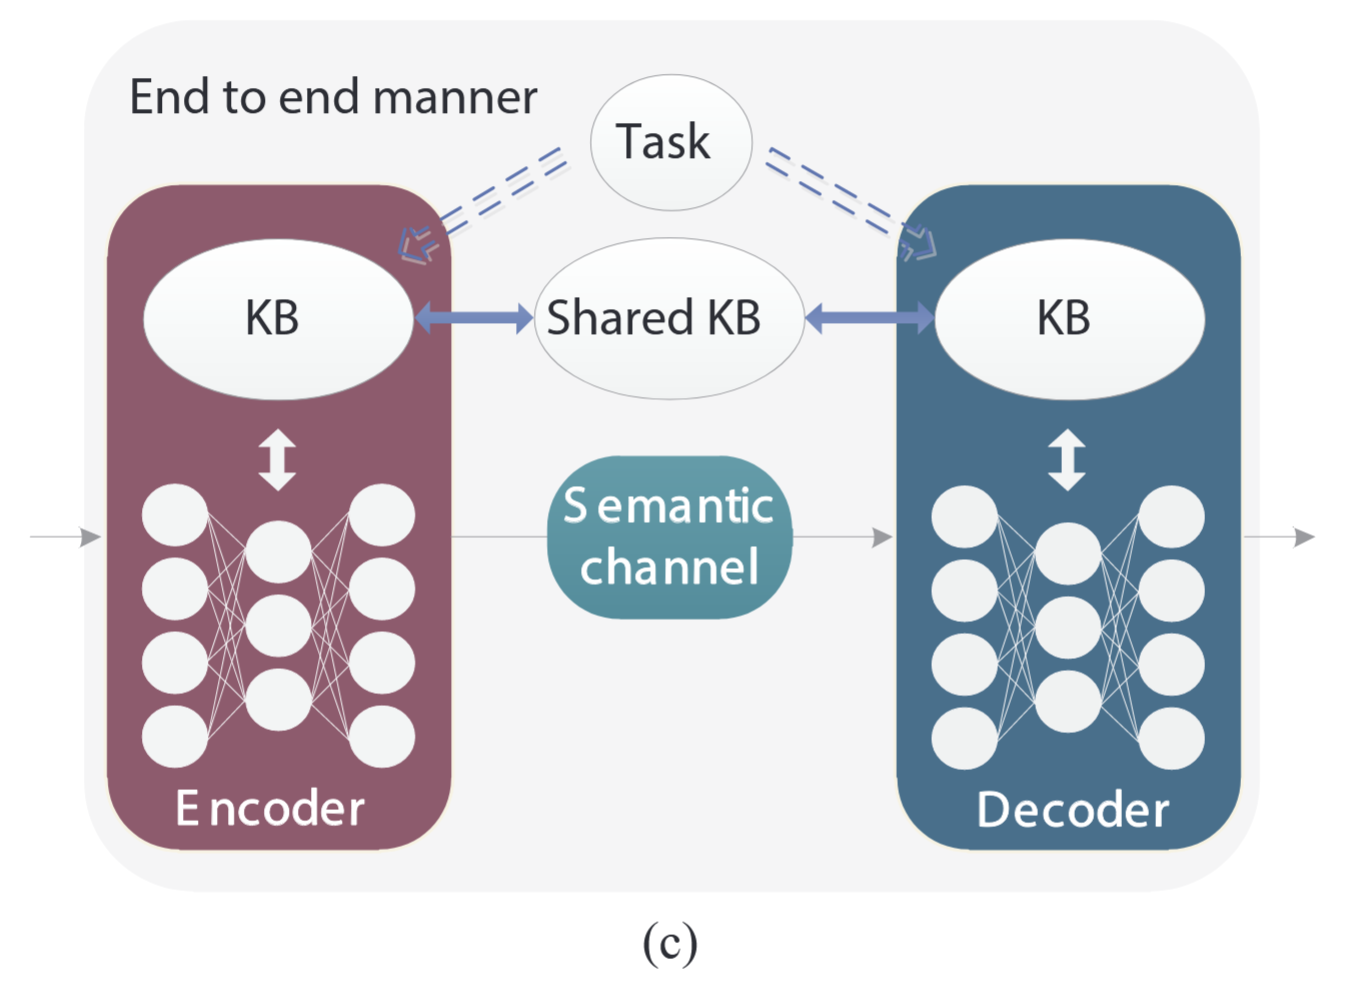 End to end manner
Task
KB
Shared KB
KB
Semantic
channel
Encoder
Decoder
(c)